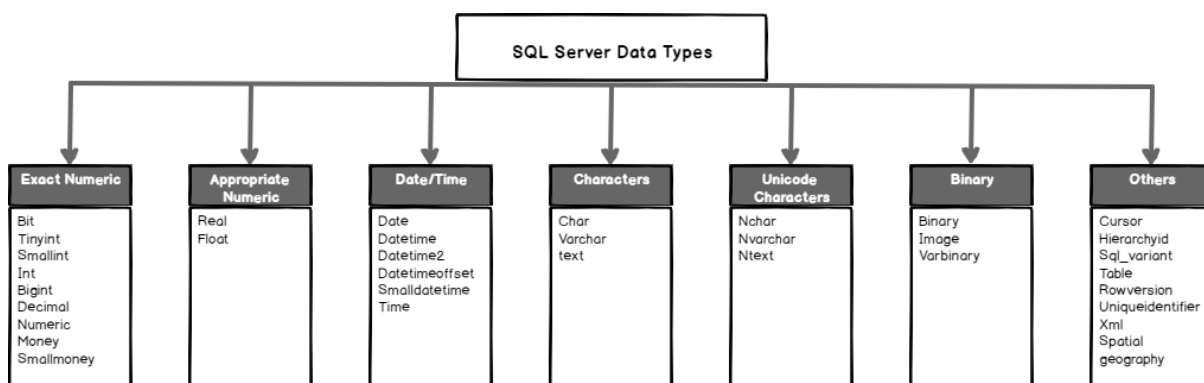 SQL Server Data Types
Exact Numeric
Bit
Tinyint
Smallint
Int
Bigint
Decimal
Numeric
Money
Smallmoney
Appropriate
Numeric
Real
Float
Date/Time
Date
Datetime
Datetime2
Datetimeoffset
Smalldatetime
Time
Characters
Char
Varchar
text
Unicode
Characters
Nchar
Nvarchar
Ntext
Binary
Binary
Image
Varbinary
Others
Cursor
Hierarchyid
Sql_variant
Table
Rowversion
Uniqueidentifier
Xml
Spatial
geography